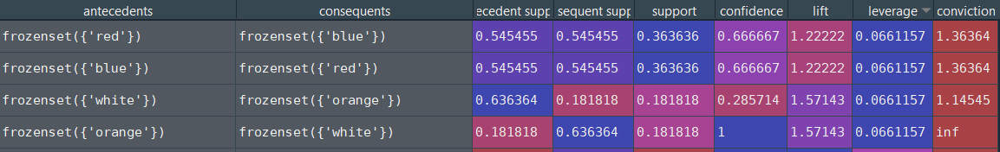 antecedents consequents ecedent supp sequent supp support confidence lift leverage conviction
frozenset({'red'}) frozenset({'blue'}) 0.545455 0.545455 0.363636 0.666667 1.22222 0.0661157 1.36364
frozenset({'blue'}) frozenset({'red'}) 0.545455 0.545455 0.363636 0.666667 1.22222 0.0661157 1.36364
frozenset({'white'}) frozenset({'orange'}) 0.636364 0.181818 0.181818 0.285714 1.57143 0.0661157 1.14545
frozenset({'orange'}) frozenset({'white'}) 0.181818 0.636364 0.181818 1 1.57143 0.0661157 inf